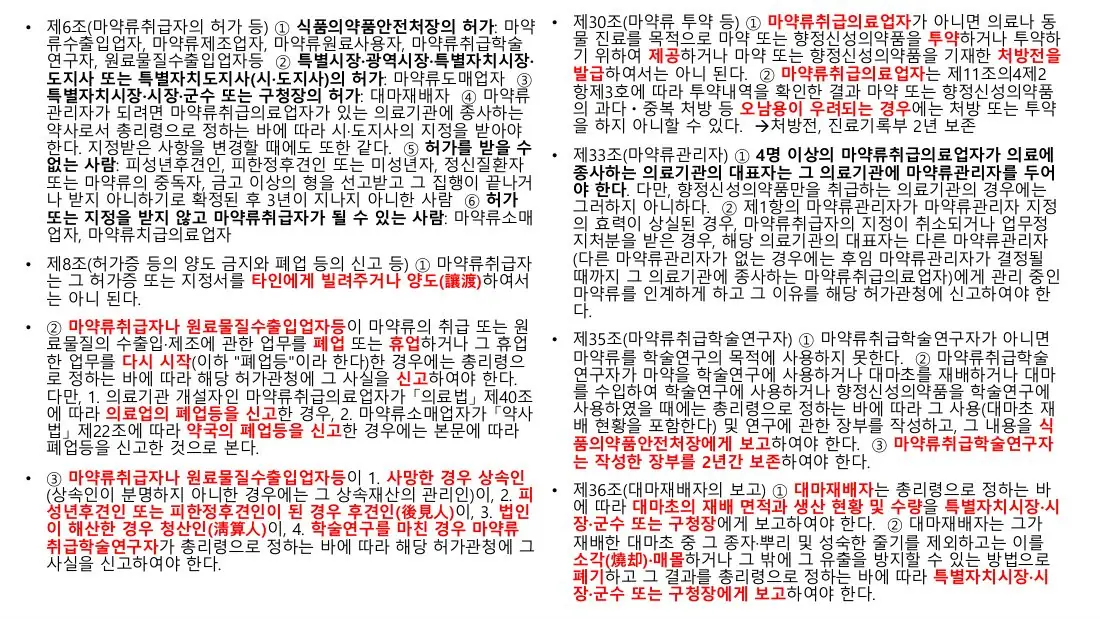 • 제6조(마약류취급자의 허가 등) ① 식품의약품안전처장의 허가: 마약
류수출입업자, 마약류제조업자, 마약류원료사용자, 마약류취급학술
연구자, 원료물질수출입업자등 ② 특별시장·광역시장·특별자치시장·
도지사 또는 특별자치도지사(시·도지사)의 허가: 마약류도매업자 ③
특별자치시장·시장·군수 또는 구청장의 허가: 대마재배자 ④ 마약류
관리자가 되려면 마약류취급의료업자가 있는 의료기관에 종사하는
약사로서 총리령으로 정하는 바에 따라 시·도지사의 지정을 받아야
한다. 지정받은 사항을 변경할 때에도 또한 같다. ⑤ 허가를 받을 수
없는 사람: 피성년후견인, 피한정후견인 또는 미성년자, 정신질환자
또는 마약류의 중독자, 금고 이상의 형을 선고받고 그 집행이 끝나거
나 받지 아니하기로 확정된 후 3년이 지나지 아니한 사람 ⑥ 허가
또는 지정을 받지 않고 마약류취급자가 될 수 있는 사람: 마약류소매
업자, 마약류치급의료업자
• 제8조(허가증 등의 양도 금지와 폐업 등의 신고 등) ① 마약류취급자
는 그 허가증 또는 지정서를 타인에게 빌려주거나 양도(讓渡)하여서
는 아니 된다.
• ② 마약류취급자나 원료물질수출입업자등이 마약류의 취급 또는 원
료물질의 수출입·제조에 관한 업무를 폐업 또는 휴업하거나 그 휴업
한 업무를 다시 시작(이하 "폐업등"이라 한다)한 경우에는 총리령으
로 정하는 바에 따라 해당 허가관청에 그 사실을 신고하여야 한다.
다만, 1. 의료기관 개설자인 마약류취급의료업자가 「의료법」 제40조
에 따라 의료업의 폐업등을 신고한 경우, 2. 마약류소매업자가 「약사
법」 제22조에 따라 약국의 폐업등을 신고한 경우에는 본문에 따라
폐업등을 신고한 것으로 본다.
• ③ 마약류취급자나 원료물질수출입업자등이 1. 사망한 경우 상속인
(상속인이 분명하지 아니한 경우에는 그 상속재산의 관리인)이, 2. 피
성년후견인 또는 피한정후견인이 된 경우 후견인(後見人)이, 3. 법인
이 해산한 경우 청산인(淸算人)이, 4. 학술연구를 마친 경우 마약류
취급학술연구자가 총리령으로 정하는 바에 따라 해당 허가관청에 그
사실을 신고하여야 한다.
• 제30조(마약류 투약 등) ① 마약류취급의료업자가 아니면 의료나 동
물 진료를 목적으로 마약 또는 향정신성의약품을 투약하거나 투약하
기 위하여 제공하거나 마약 또는 향정신성의약품을 기재한 처방전을
발급하여서는 아니 된다. ② 마약류취급의료업자는 제11조의4제2
항제3호에 따라 투약내역을 확인한 결과 마약 또는 향정신성의약품
의 과다·중복 처방 등 오남용이 우려되는 경우에는 처방 또는 투약
을 하지 아니할 수 있다. →처방전, 진료기록부 2년 보존
• 제33조(마약류관리자) ① 4명 이상의 마약류취급의료업자가 의료에
종사하는 의료기관의 대표자는 그 의료기관에 마약류관리자를 두어
야 한다. 다만, 향정신성의약품만을 취급하는 의료기관의 경우에는
그러하지 아니하다. ② 제1항의 마약류관리자가 마약류관리자 지정
의 효력이 상실된 경우, 마약류취급자의 지정이 취소되거나 업무정
지처분을 받은 경우, 해당 의료기관의 대표자는 다른 마약류관리자
(다른 마약류관리자가 없는 경우에는 후임 마약류관리자가 결정될
때까지 그 의료기관에 종사하는 마약류취급의료업자)에게 관리 중인
마약류를 인계하게 하고 그 이유를 해당 허가관청에 신고하여야 한
다.
• 제35조(마약류취급학술연구자) ① 마약류취급학술연구자가 아니면
마약류를 학술연구의 목적에 사용하지 못한다. ② 마약류취급학술
연구자가 마약을 학술연구에 사용하거나 대마초를 재배하거나 대마
를 수입하여 학술연구에 사용하거나 향정신성의약품을 학술연구에
사용하였을 때에는 총리령으로 정하는 바에 따라 그 사용(대마초 재
배 현황을 포함한다) 및 연구에 관한 장부를 작성하고, 그 내용을 식
품의약품안전처장에게 보고하여야 한다. ③ 마약류취급학술연구자
는 작성한 장부를 2년간 보존하여야 한다.
• 제36조(대마재배자의 보고) ① 대마재배자는 총리령으로 정하는 바
에 따라 대마초의 재배 면적과 생산 현황 및 수량을 특별자치시장·시
장·군수 또는 구청장에게 보고하여야 한다. ② 대마재배자는 그가
재배한 대마초 중 그 종자·뿌리 및 성숙한 줄기를 제외하고는 이를
소각(燒却)·매몰하거나 그 밖에 그 유출을 방지할 수 있는 방법으로
폐기하고 그 결과를 총리령으로 정하는 바에 따라 특별자치시장·시
장·군수 또는 구청장에게 보고하여야 한다.